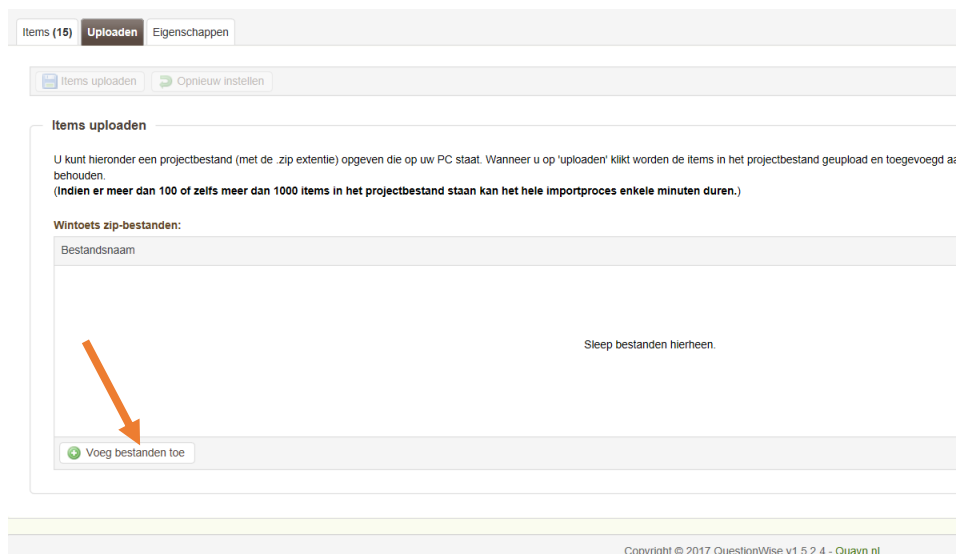 Items (15) Uploaden Eigenschappen
Items uploaden Opnieuw instellen
Items uploaden
U kunt hieronder een projectbestand (met de .zip extentie) opgeven die op uw PC staat. Wanneer u op 'uploaden' klikt worden de items in het projectbestand geupload en toegevoegd
behouden.
(Indien er meer dan 100 of zelfs meer dan 1000 items in het projectbestand staan kan het hele importproces enkele minuten duren.)
Wintoets zip-bestanden:
Bestandsnaam
Sleep bestanden hierheen.
Voeg bestanden toe
Copyright © 2017 QuestionWise v1.5.2.4 - Quayn.nl